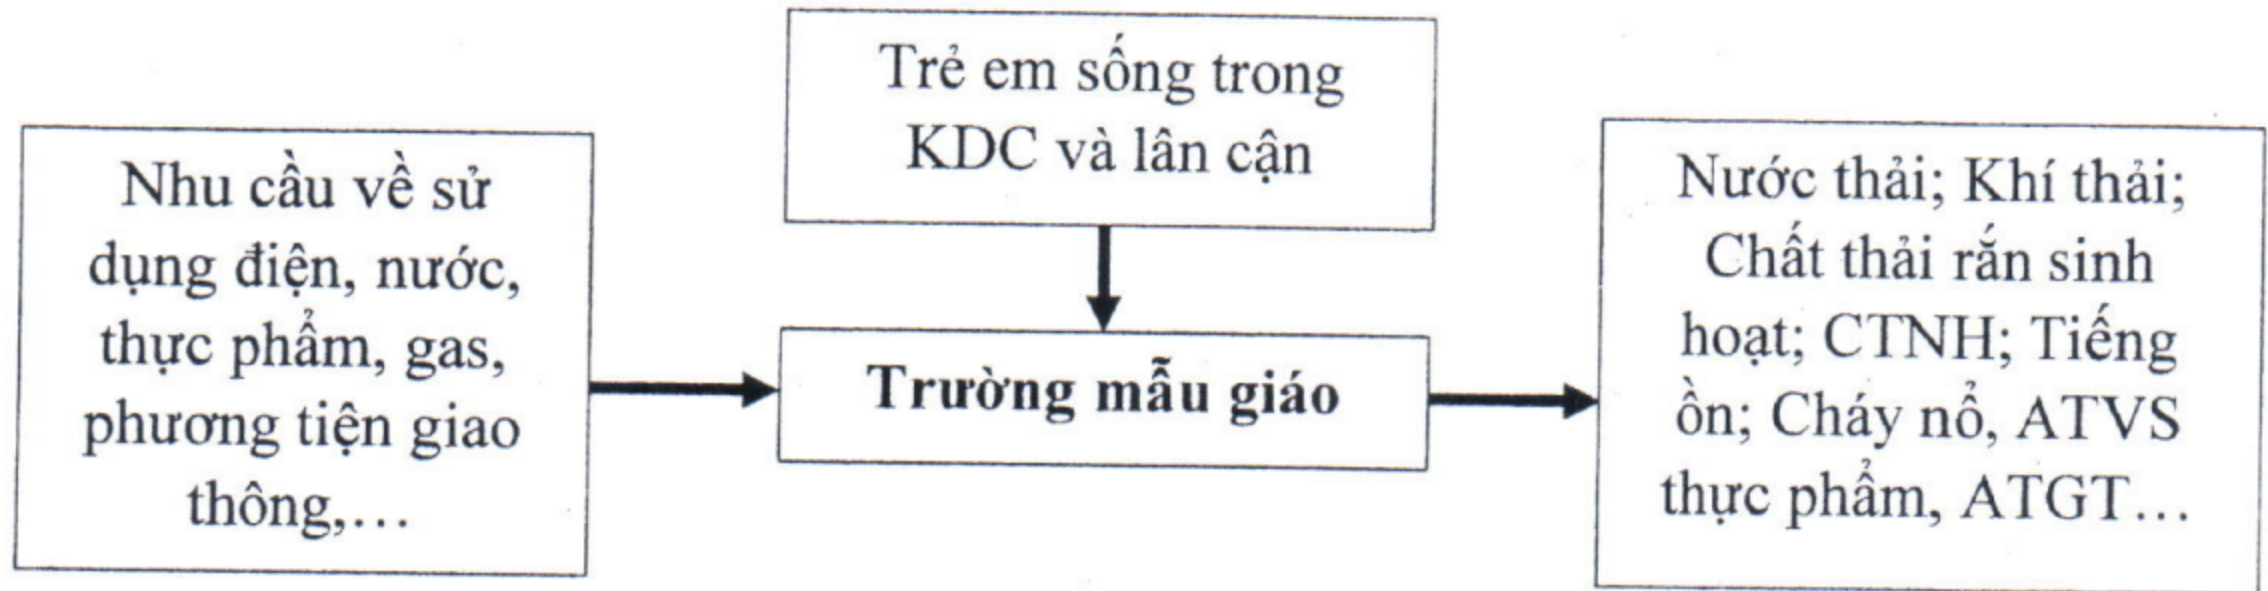 Trẻ em sống trong
KDC và lân cận
Nhu cầu về sử
dụng điện, nước,
thực phẩm, gas,
phương tiện giao
thông,…
Trường mẫu giáo
Nước thải; Khí thải;
Chất thải rắn sinh
hoạt; CTNH; Tiếng
ồn; Cháy nổ, ATVS
thực phẩm, ATGT…